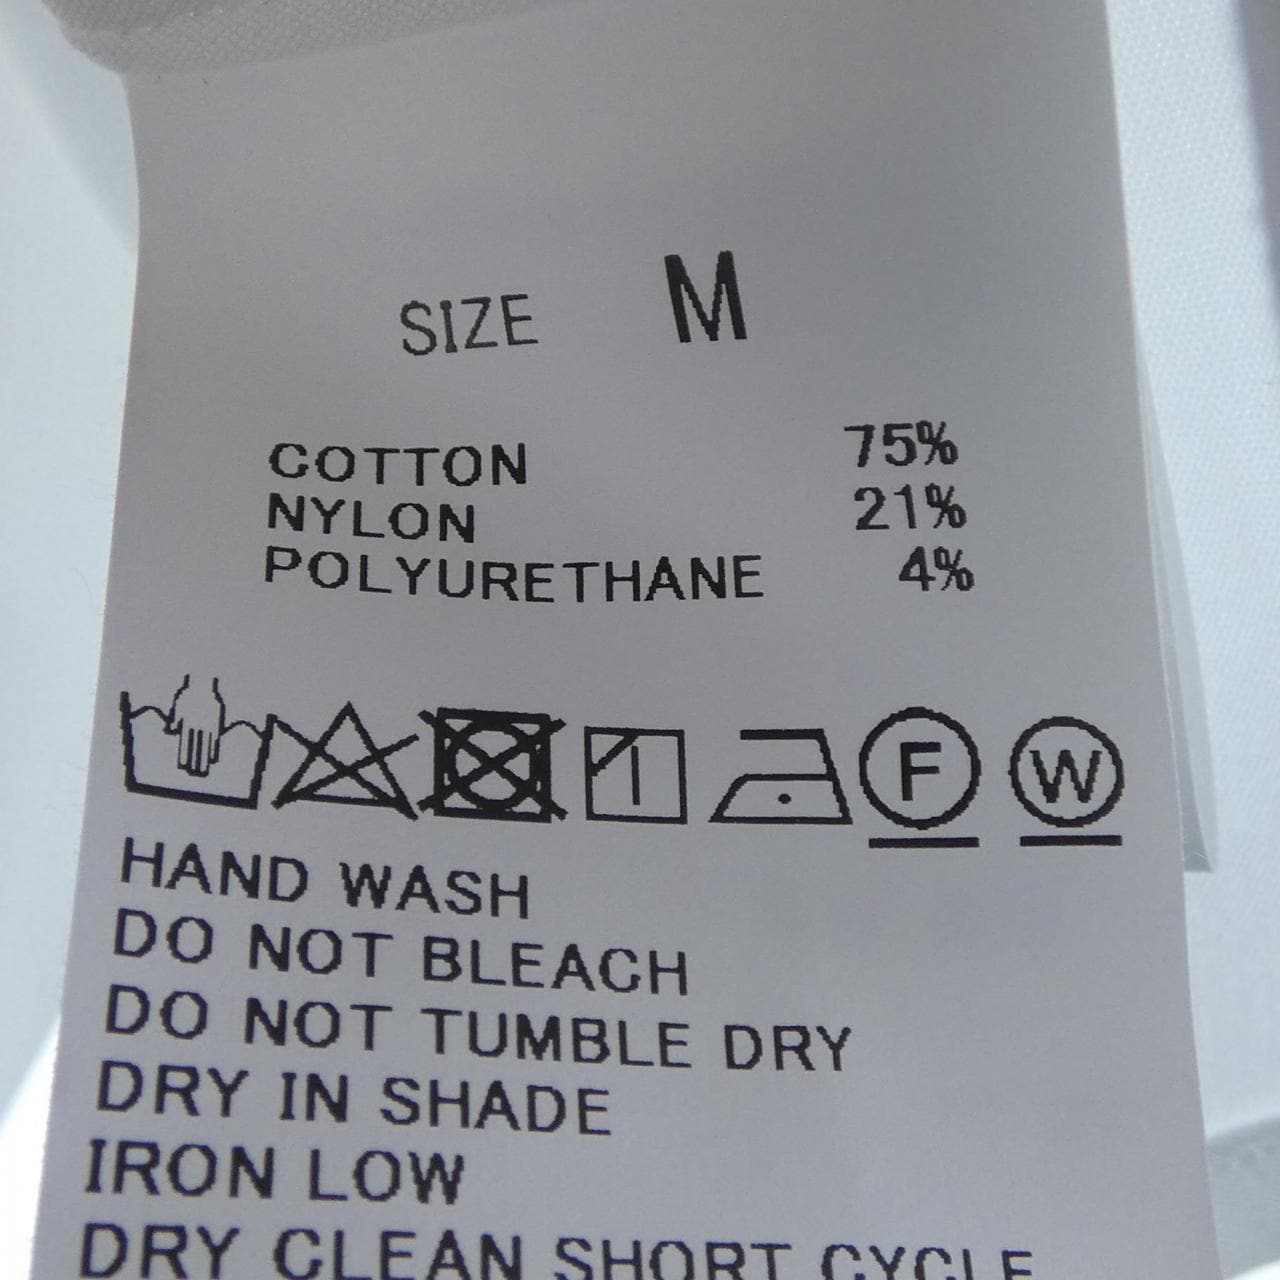 SIZE M
COTTON 75%
NYLON 21%
POLYURETHANE 4%
F W
HAND WASH
DO NOT BLEACH
DO NOT TUMBLE DRY
DRY IN SHADE
IRON LOW
DRY CLEAN SHORT CYCLE